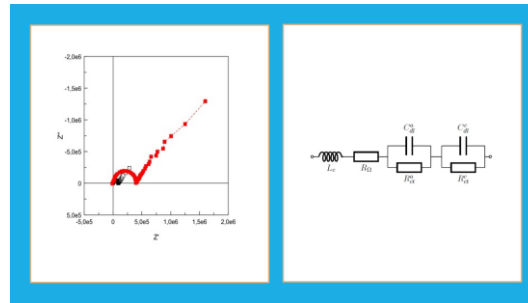 -2,0e6
-1,5e6
-1,0e6
-5,0e5
0
5,0e5
-5,0e5 0 5,0e5 1,0e6 1,5e6 2,0e6
Z''
Z'
C^a_dl
C^c_dl
L_c
R_Ω
R^a_ct
R^c_ct